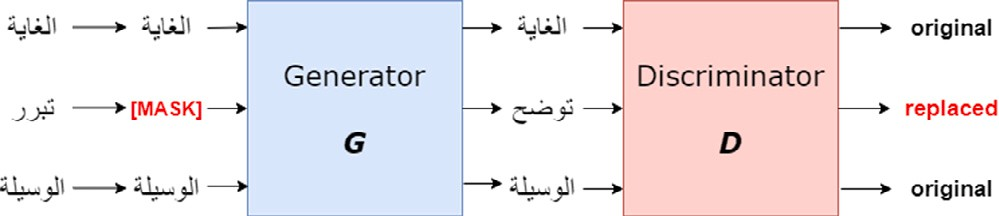 الغاية الغاية Generator الغاية Discriminator original
تبرر [MASK] G توضح D replaced
الوسيلة الوسيلة الوسيلة original